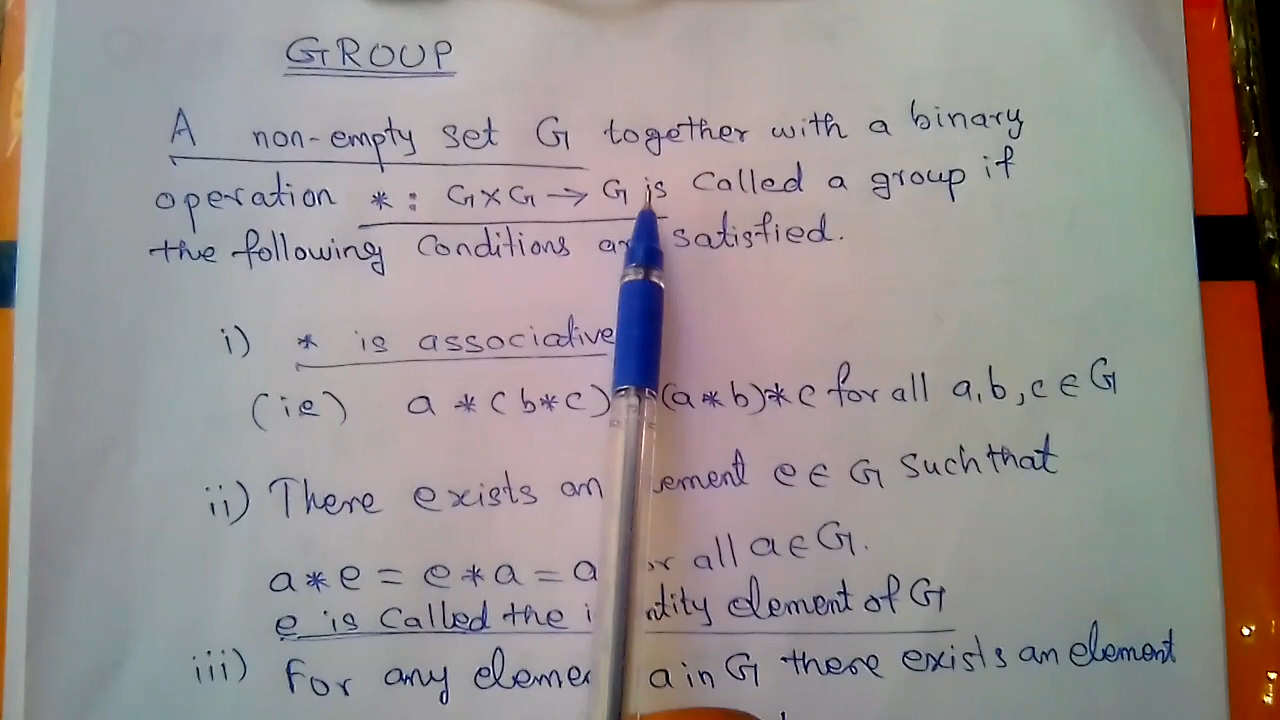 GROUP
A non-empty set G together with a binary
operation * : G×G → G is called a group if
the following conditions satisfied.
i) * is associative
(ie) a * (b*c) (a*b)*c for all a,b,c ∈ G
ii) There exists an e ∈ G such that
a*e = e*a = a all a ∈ G.
e is called the element of G
iii) For any a in G there exists an element